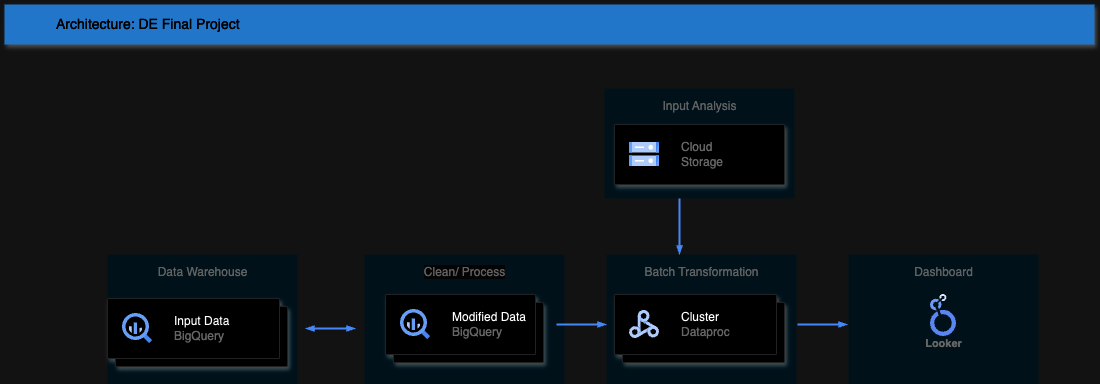 Architecture: DE Final Project
Input Analysis
Cloud
Storage
Data Warehouse
Input Data
BigQuery
Clean/ Process
Modified Data
BigQuery
Batch Transformation
Cluster
Dataproc
Dashboard
Looker